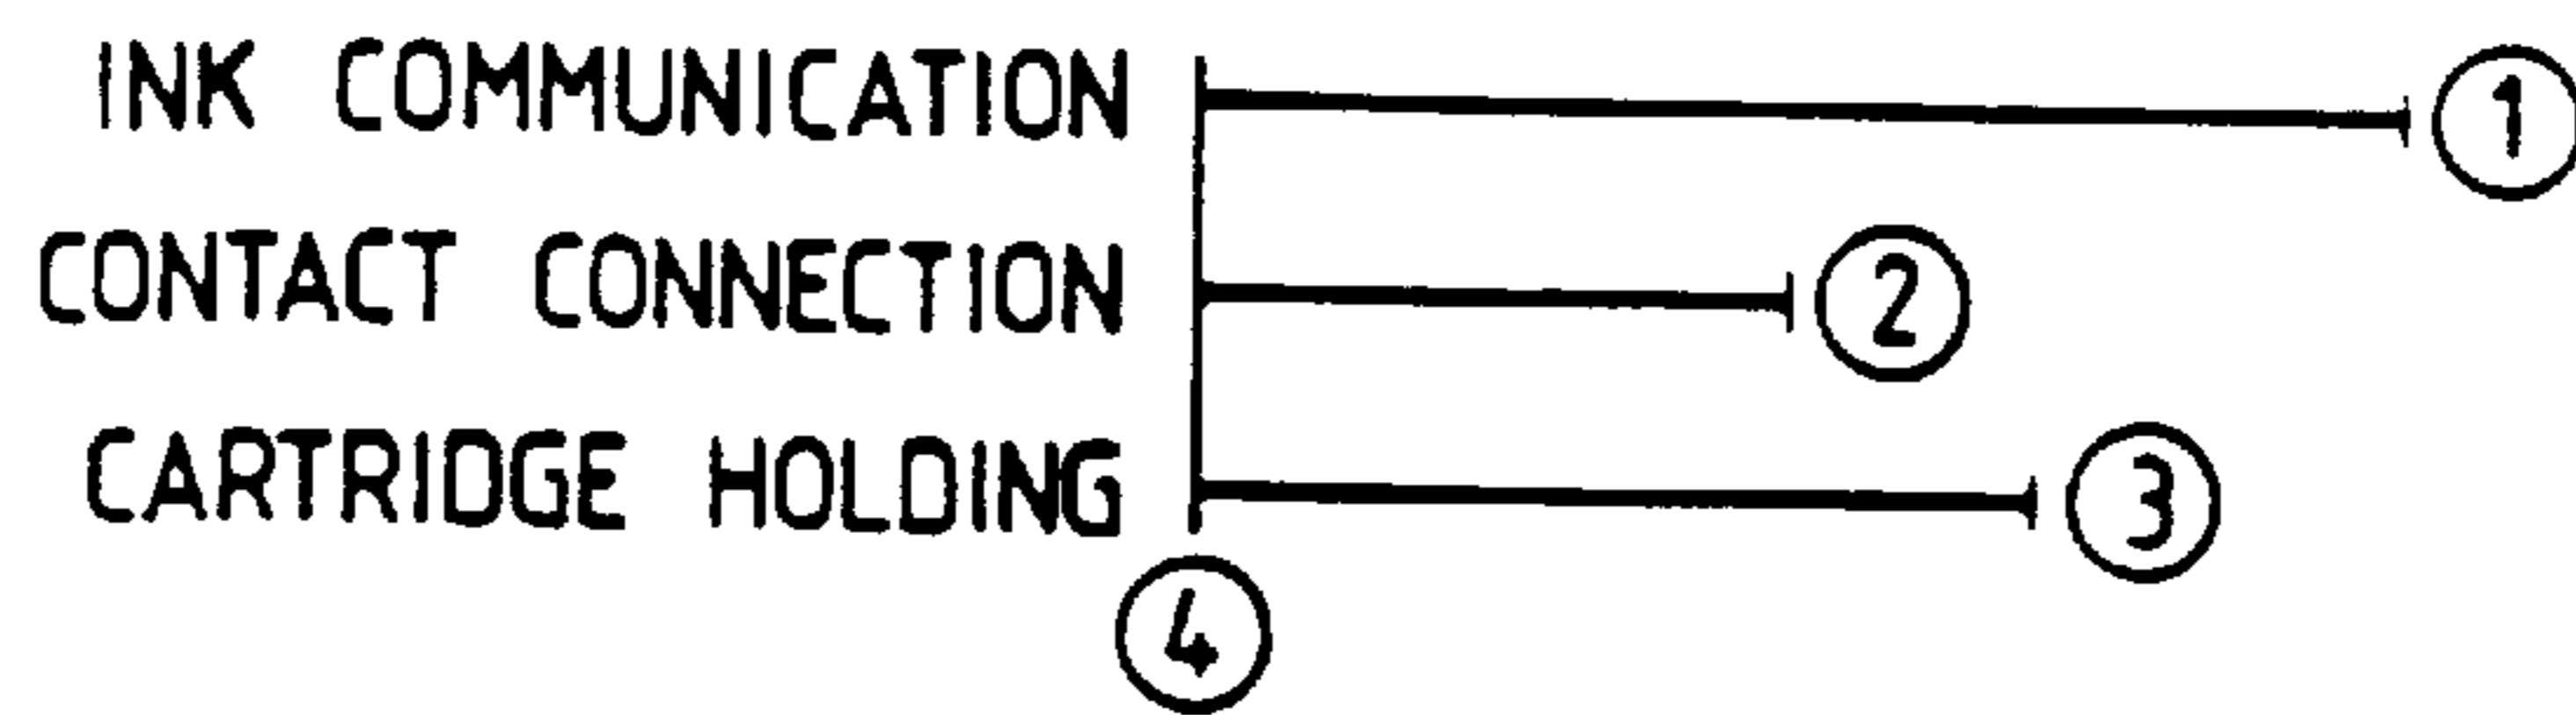 INK COMMUNICATION 1
CONTACT CONNECTION 2
CARTRIDGE HOLDING 3
4